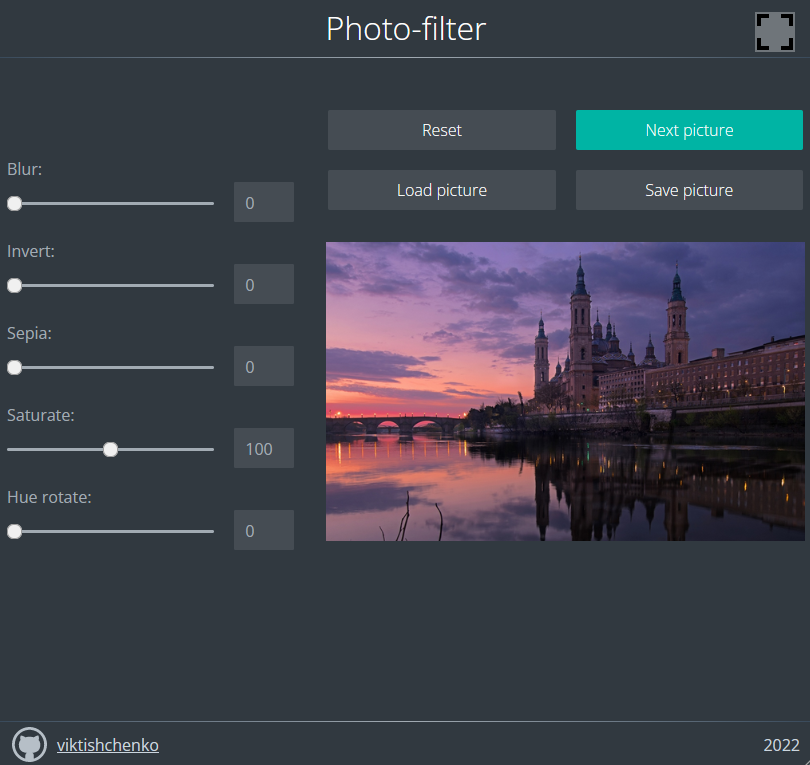 Photo-filter
Reset
Next picture
Load picture
Save picture
Blur:
0
Invert:
0
Sepia:
0
Saturate:
100
Hue rotate:
0
viktishchenko
2022